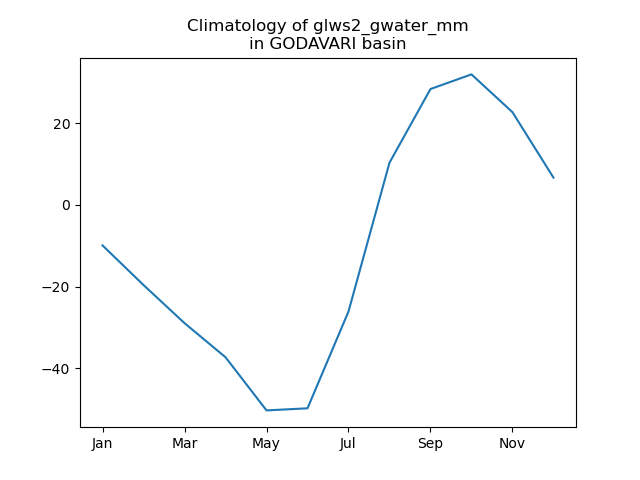 Climatology of glws2_gwater_mm
in GODAVARI basin
20
0
−20
−40
Jan
Mar
May
Jul
Sep
Nov